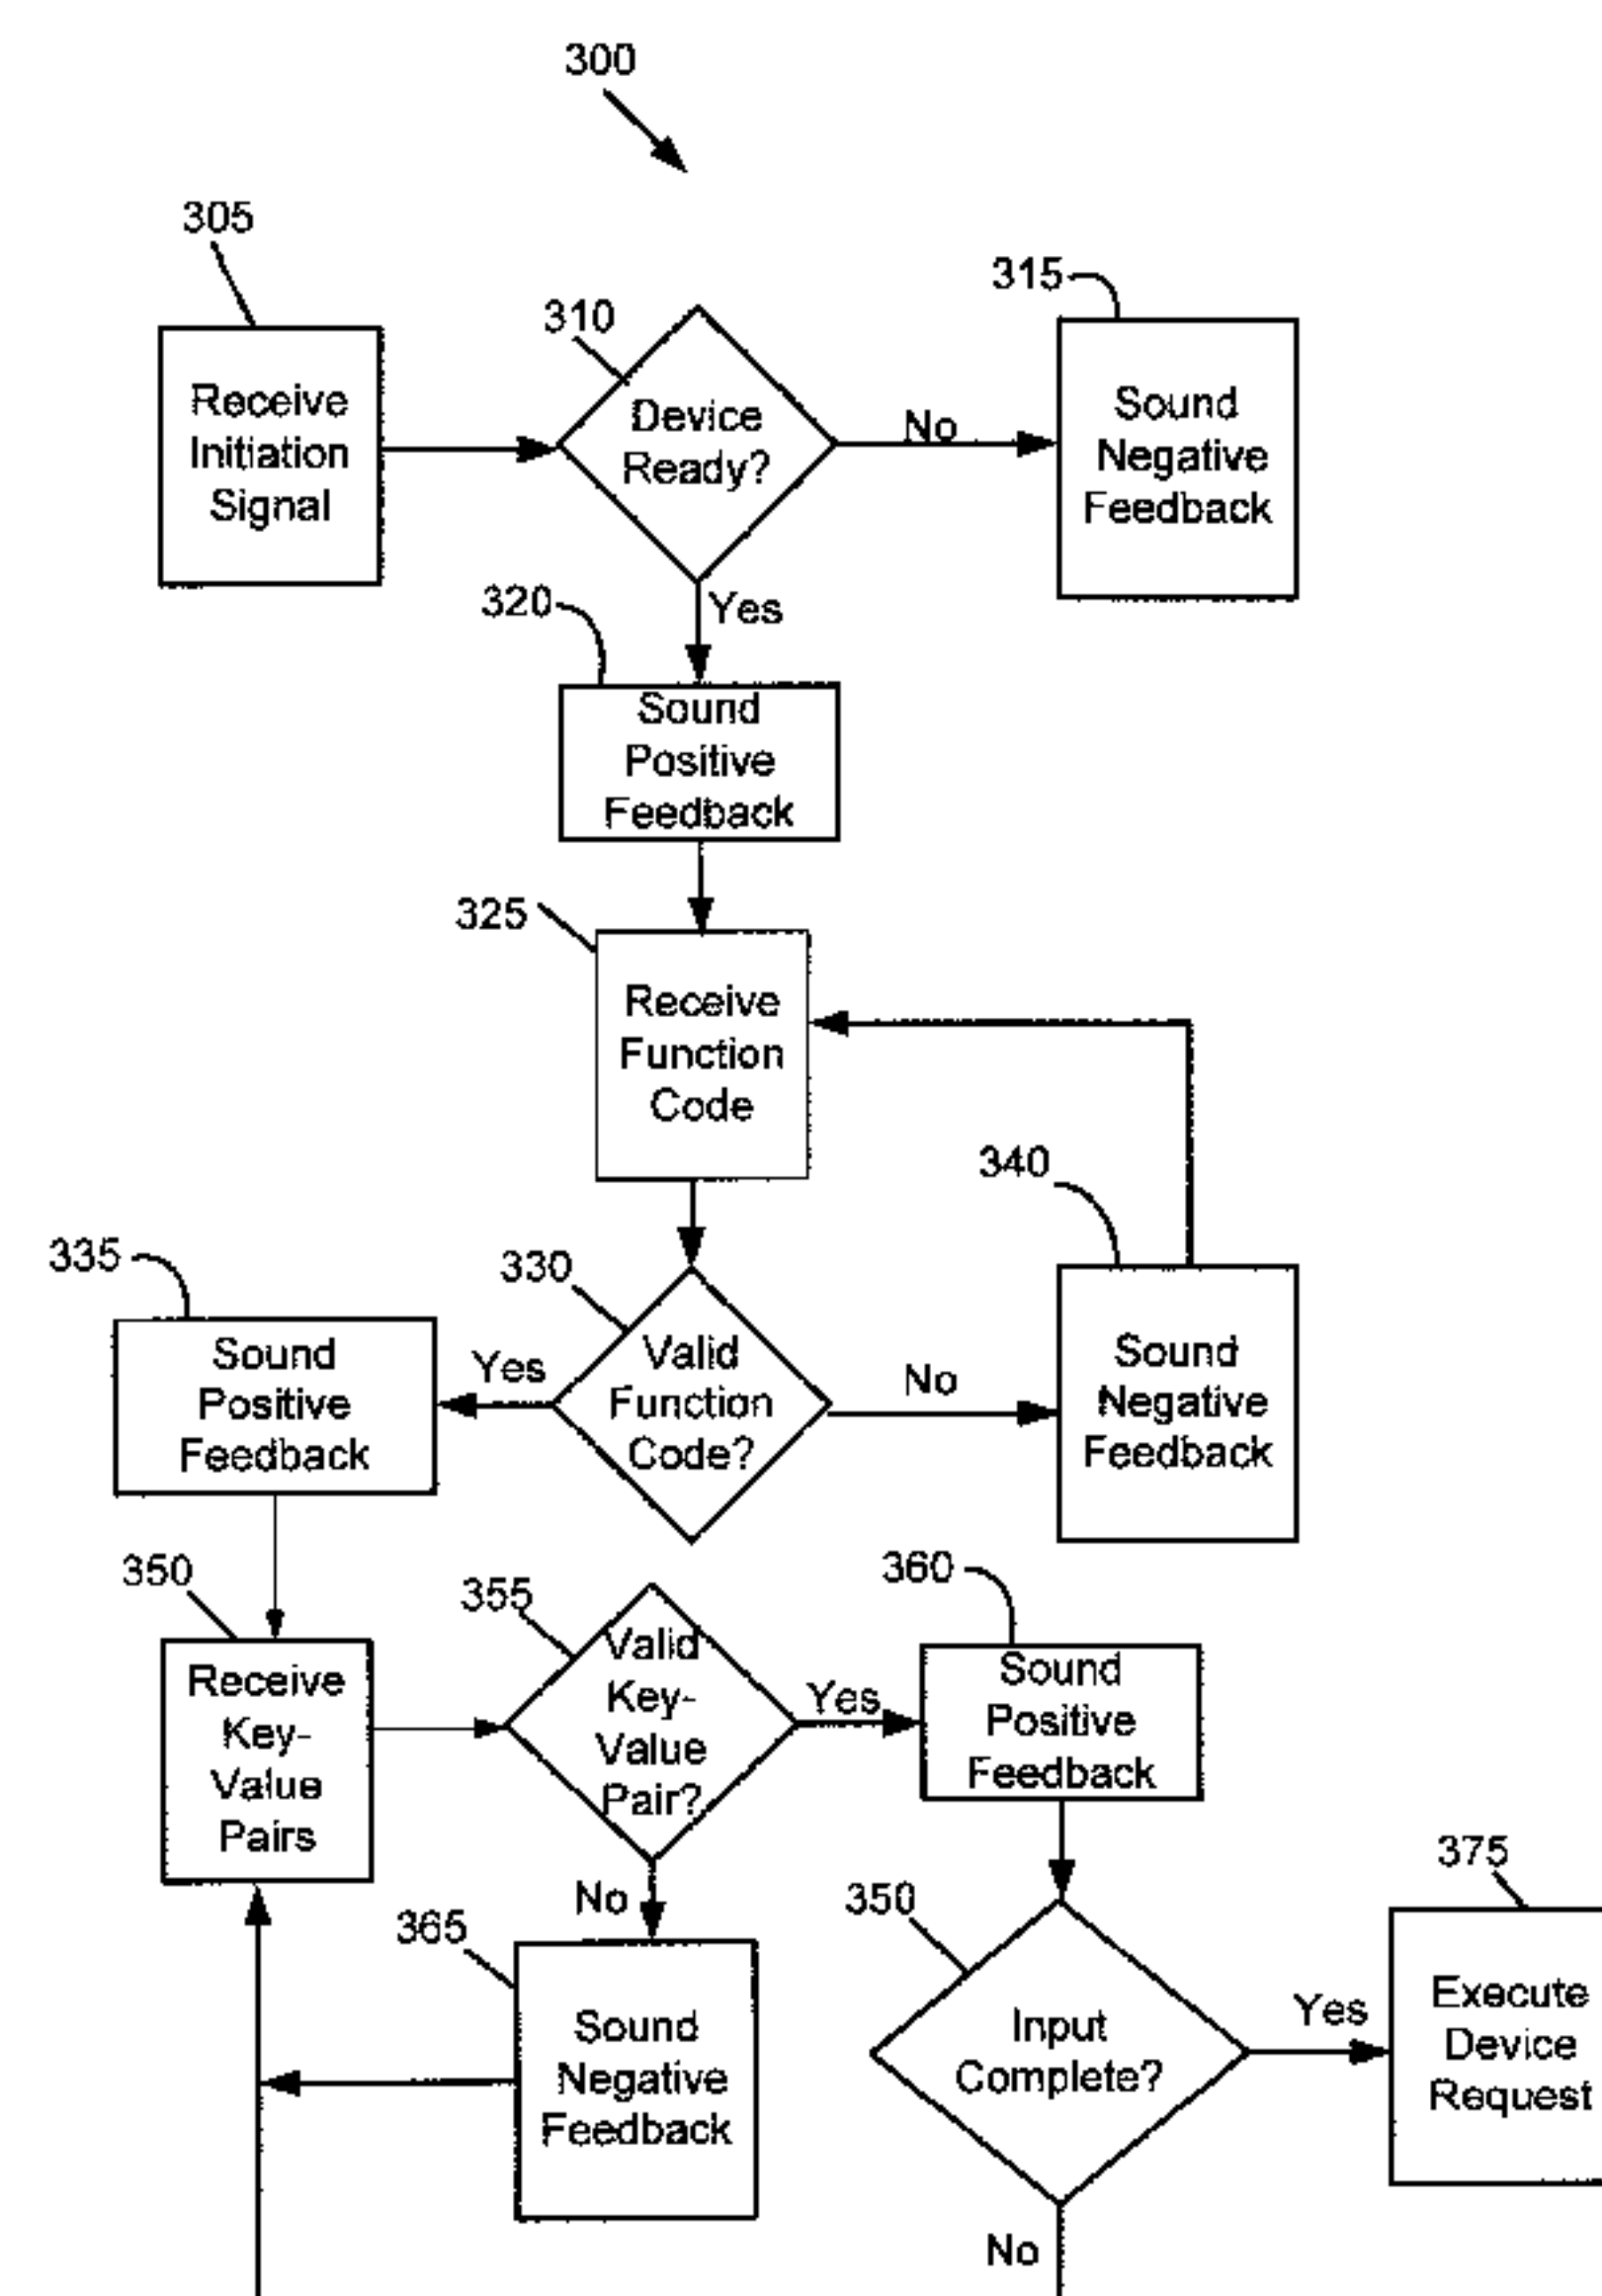 300
305
Receive
Initiation
Signal
310
Device
Ready?
No
315
Sound
Negative
Feedback
Yes
320
Sound
Positive
Feedback
325
Receive
Function
Code
330
Valid
Function
Code?
Yes
335
Sound
Positive
Feedback
No
340
Sound
Negative
Feedback
350
Receive
Key-
Value
Pairs
355
Valid
Key-
Value
Pair?
Yes
360
Sound
Positive
Feedback
No
365
Sound
Negative
Feedback
350
Input
Complete?
Yes
375
Execute
Device
Request
No